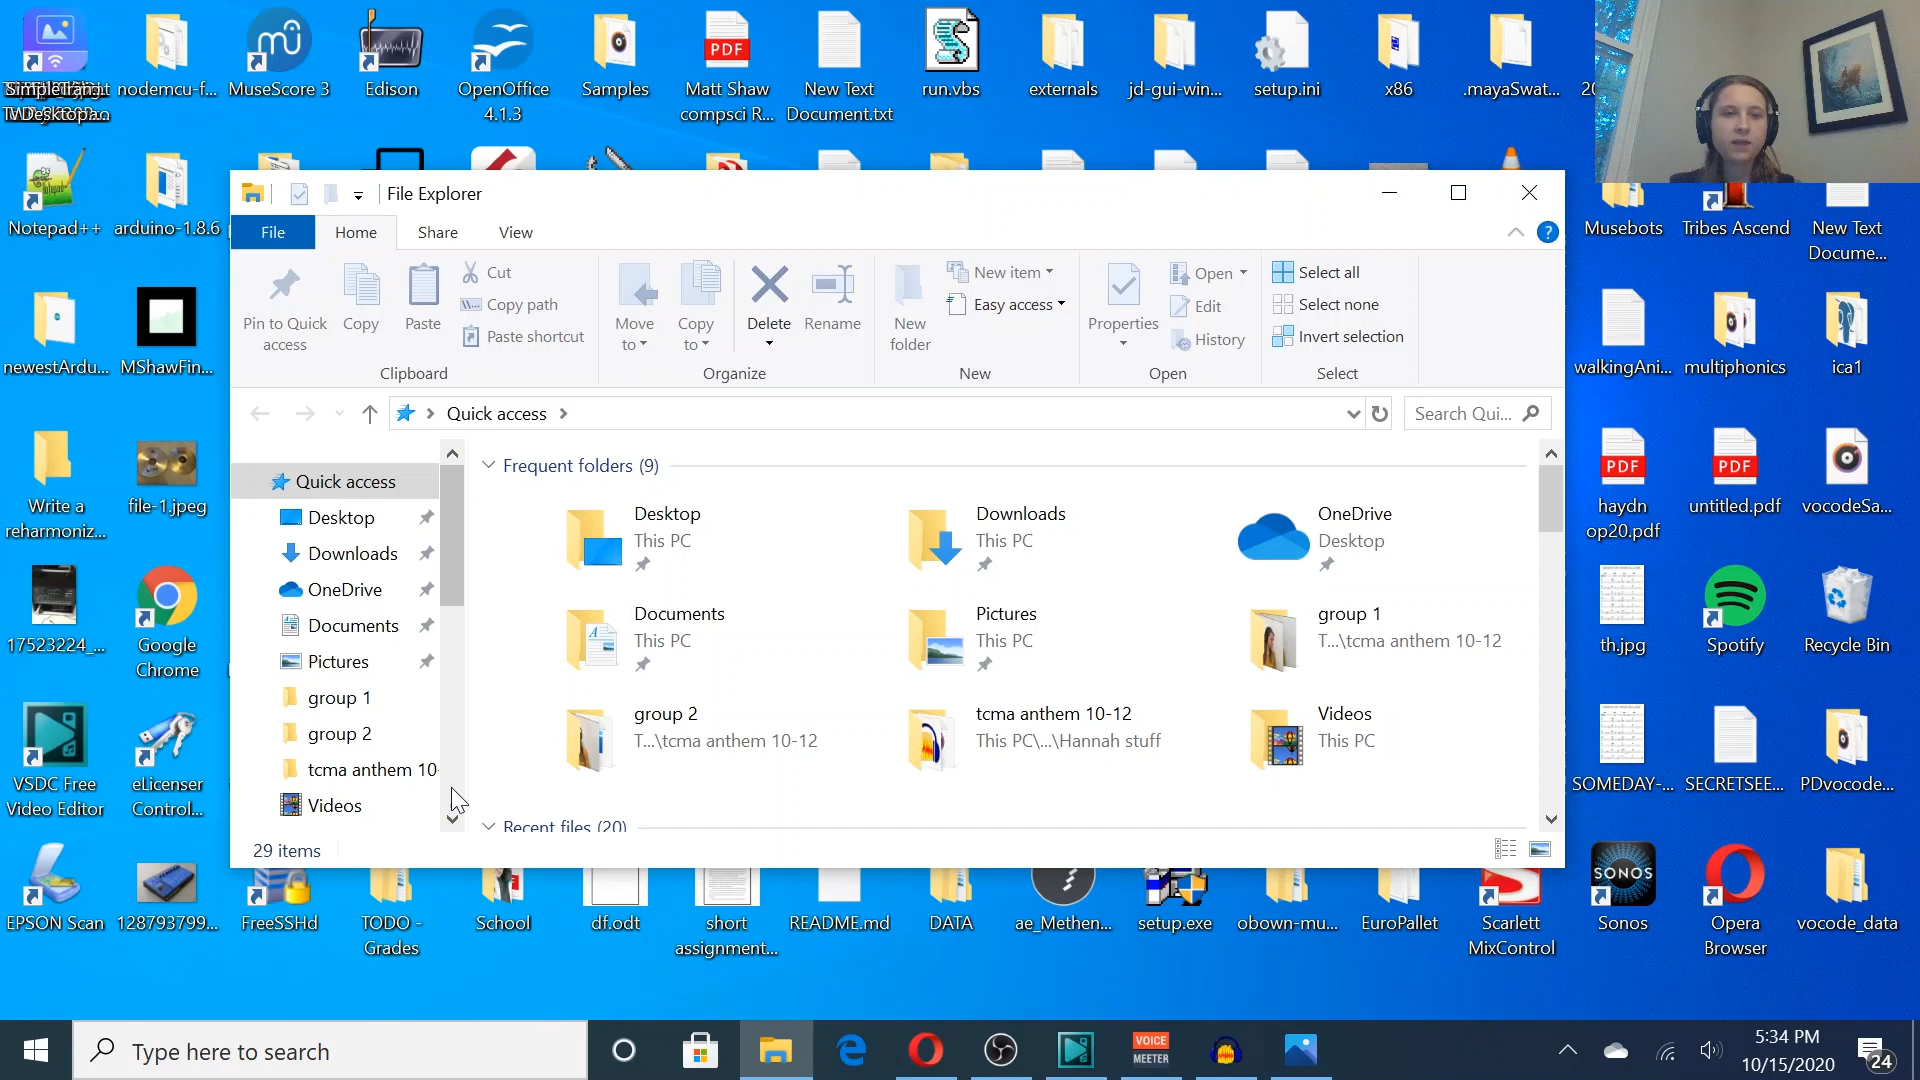 nodemcu-f...
MuseScore 3
Edison
OpenOffice
4.1.3
Samples
PDF
Matt Shaw
compsci R...
New Text
Document.txt
run.vbs
externals
jd-gui-win...
setup.ini
x86
.mayaSwat...
Notepad++
arduino-1.8.6
Musebots
Tribes Ascend
New Text
Docume...
File Explorer
File
Home
Share
View
Pin to Quick
access
Copy
Paste
Cut
Copy path
Paste shortcut
Clipboard
Move
to
Copy
to
Delete
Rename
Organize
New
folder
New item
Easy access
New
Properties
Open
Edit
History
Open
Select all
Select none
Invert selection
Select
newestArdu...
MShawFin...
walkingAni...
multiphonics
ica1
Quick access
Search Qui...
Quick access
Desktop
Downloads
OneDrive
Documents
Pictures
group 1
group 2
tcma anthem 10-
Videos
Frequent folders (9)
Desktop
This PC
Downloads
This PC
OneDrive
Desktop
Documents
This PC
Pictures
This PC
group 1
T...\tcma anthem 10-12
group 2
T...\tcma anthem 10-12
tcma anthem 10-12
This PC\...\Hannah stuff
Videos
This PC
Recent files (20)
29 items
Write a
reharmoniz...
file-1.jpeg
PDF
haydn
op20.pdf
PDF
untitled.pdf
vocodeSa...
17523224_...
Google
Chrome
th.jpg
Spotify
Recycle Bin
VSDC Free
Video Editor
eLicenser
Control...
SOMEDAY-...
SECRETSEE...
PDvocode...
EPSON Scan
128793799...
FreeSSHd
TODO -
Grades
School
df.odt
short
assignment...
README.md
DATA
ae_Methen...
setup.exe
obown-mu...
EuroPallet
Scarlett
MixControl
SONOS
Sonos
Opera
Browser
vocode_data
Type here to search
VOICE
MEETER
5:34 PM
10/15/2020
24